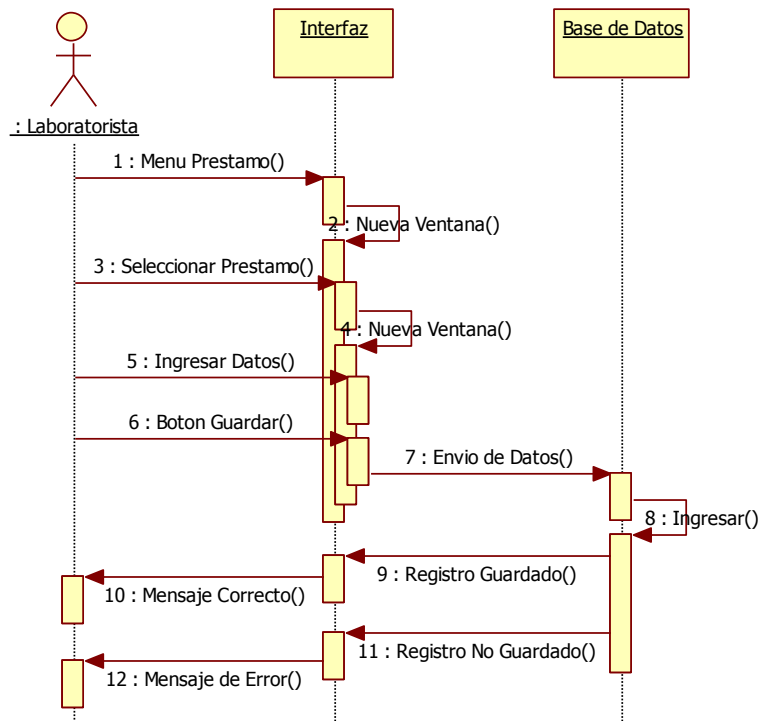 Interfaz
Base de Datos
: Laboratorista
1 : Menu Prestamo()
2 : Nueva Ventana()
3 : Seleccionar Prestamo()
4 : Nueva Ventana()
5 : Ingresar Datos()
6 : Boton Guardar()
7 : Envio de Datos()
8 : Ingresar()
9 : Registro Guardado()
10 : Mensaje Correcto()
11 : Registro No Guardado()
12 : Mensaje de Error()